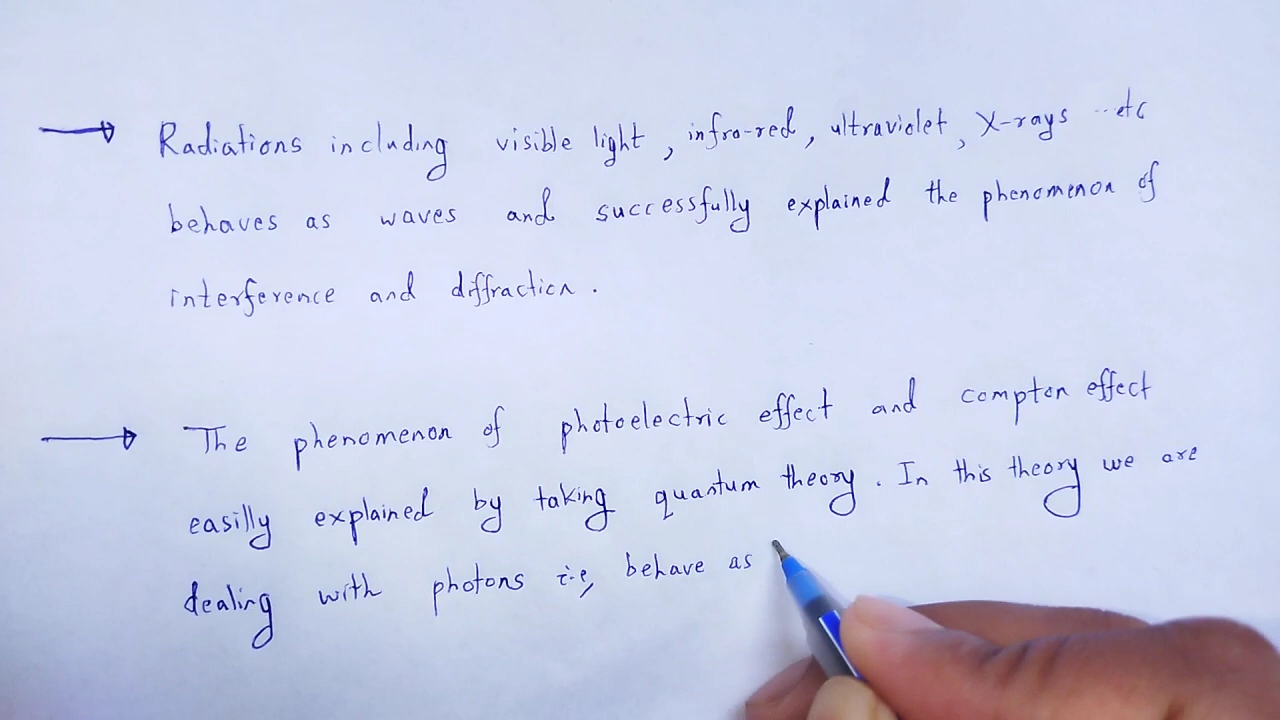 Radiations including visible light, infra-red, ultraviolet, X-rays ...etc
behaves as waves and successfully explained the phenomenon of
interference and diffraction.
The phenomenon of photoelectric effect and compton effect
easilly explained by taking quantum theory. In this theory we are
dealing with photons i.e, behave as